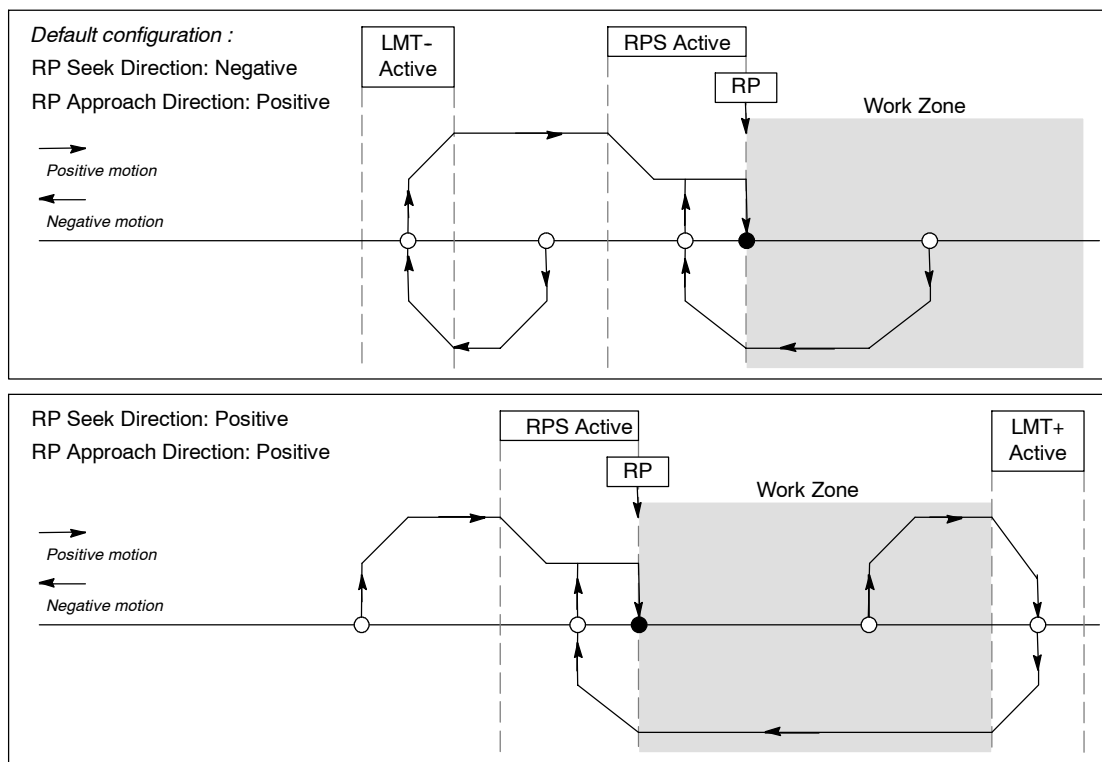 Default configuration :
RP Seek Direction: Negative
RP Approach Direction: Positive
LMT-
Active
RPS Active
RP
Work Zone
Positive motion
Negative motion
RP Seek Direction: Positive
RP Approach Direction: Positive
RPS Active
RP
LMT+
Active
Work Zone
Positive motion
Negative motion